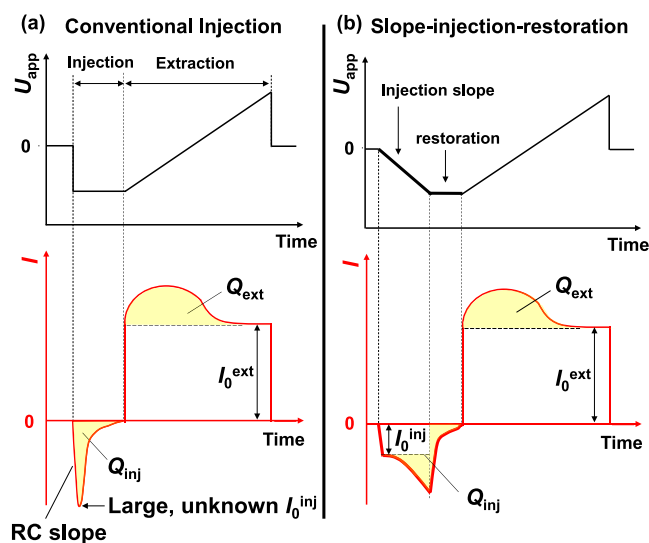 (a) Conventional Injection
Injection
Extraction
U_app
0
Time
I
Q_ext
I_0^ext
0
Time
Q_inj
Large, unknown I_0^inj
RC slope
(b) Slope-injection-restoration
U_app
Injection slope
restoration
0
Time
I
Q_ext
I_0^ext
0
I_0^inj
Time
Q_inj